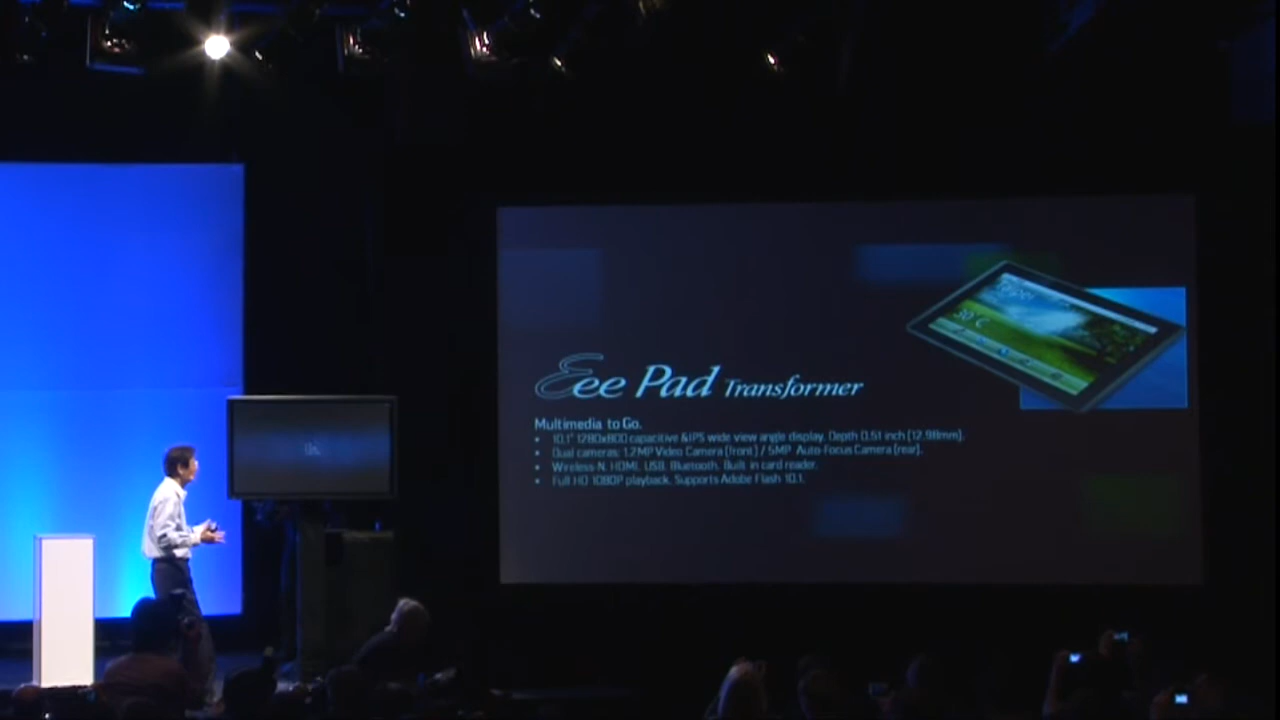 Taipei
30°C
Eee Pad Transformer
Multimedia to Go.
• 10.1" 1280x800 capacitive &IPS wide view angle display. Depth 0.51 inch (12.98mm).
• Dual cameras: 1.2MP Video Camera (front) / 5MP Auto-Focus Camera (rear).
• Wireless-N, HDMI, USB, Bluetooth. Built in card reader.
• Full HD 1080P playback. Supports Adobe Flash 10.1.